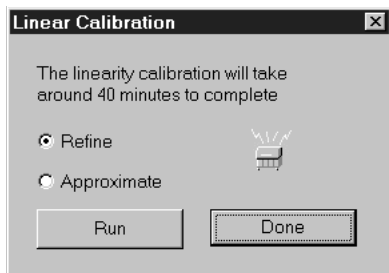 Linear Calibration
The linearity calibration will take
around 40 minutes to complete
Refine
Approximate
Run Done